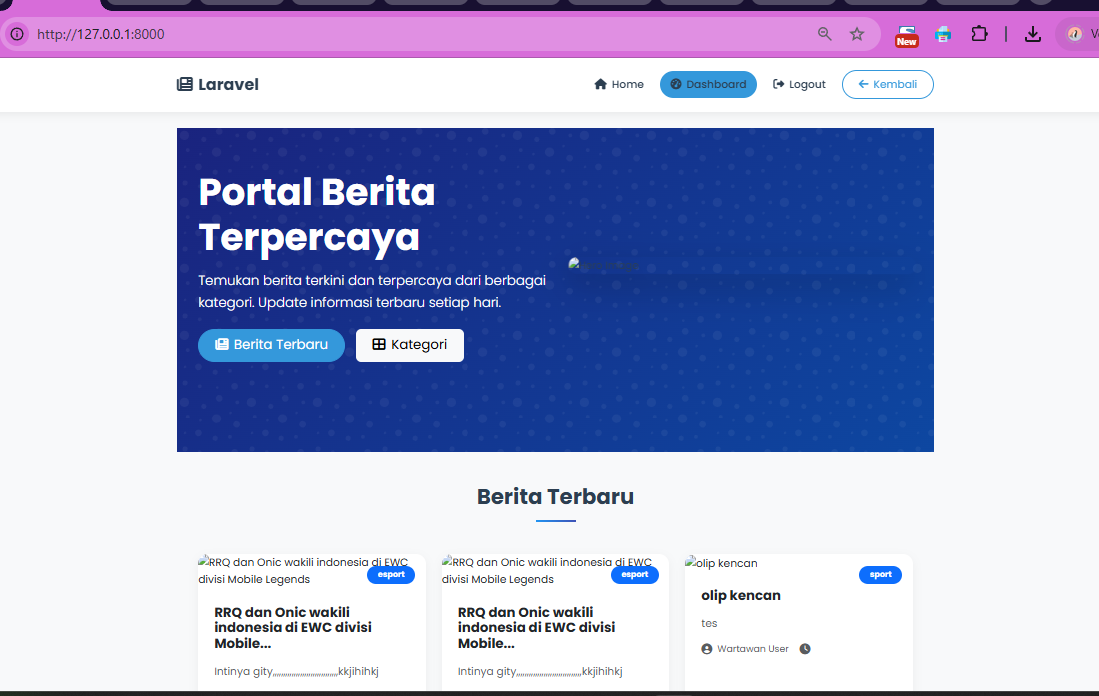 http://127.0.0.1:8000
New
Laravel
Home
Dashboard
Logout
Kembali
Portal Berita
Terpercaya
Temukan berita terkini dan terpercaya dari berbagai
kategori. Update informasi terbaru setiap hari.
Berita Terbaru
Kategori
Berita Terbaru
RRQ dan Onic wakili indonesia di EWC
divisi Mobile Legends
esport
RRQ dan Onic wakili
indonesia di EWC divisi
Mobile...
Intinya gity,,,,,,,,,,,,,,,,,,,,,,,,,,,kkjihihkj
RRQ dan Onic wakili indonesia di EWC
divisi Mobile Legends
esport
RRQ dan Onic wakili
indonesia di EWC divisi
Mobile...
Intinya gity,,,,,,,,,,,,,,,,,,,,,,,,,,,kkjihihkj
olip kencan
sport
olip kencan
tes
Wartawan User